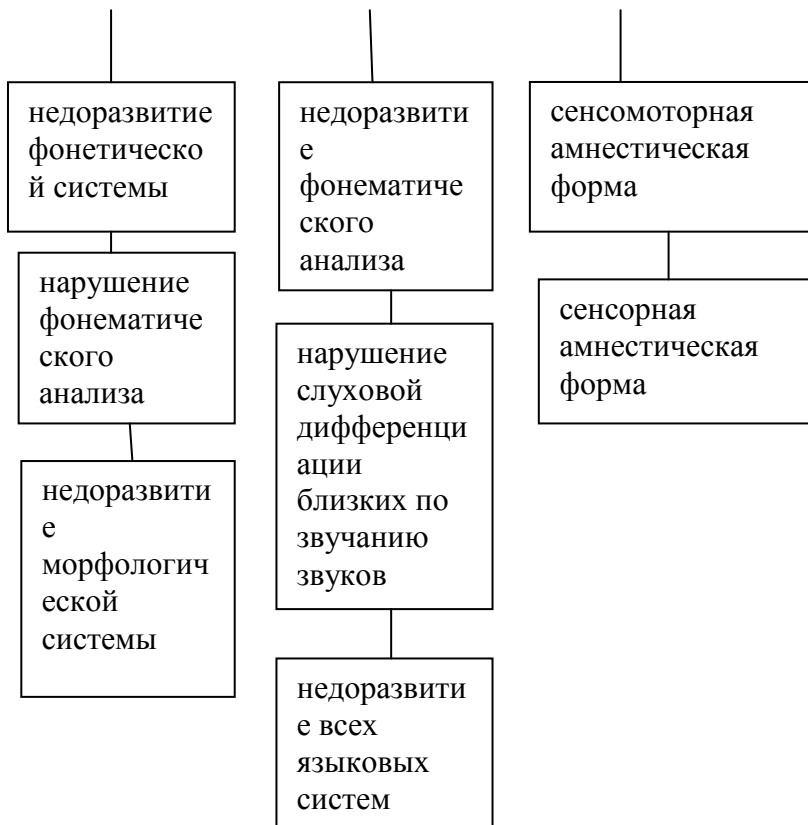 недоразвитие
фонетическо
й системы
нарушение
фонематиче
ского
анализа
недоразвити
е
морфологич
еской
системы
недоразвити
е
фонематиче
ского
анализа
нарушение
слуховой
дифференци
ации
близких по
звучанию
звуков
недоразвити
е всех
языковых
систем
сенсомоторная
амнестическая
форма
сенсорная
амнестическая
форма